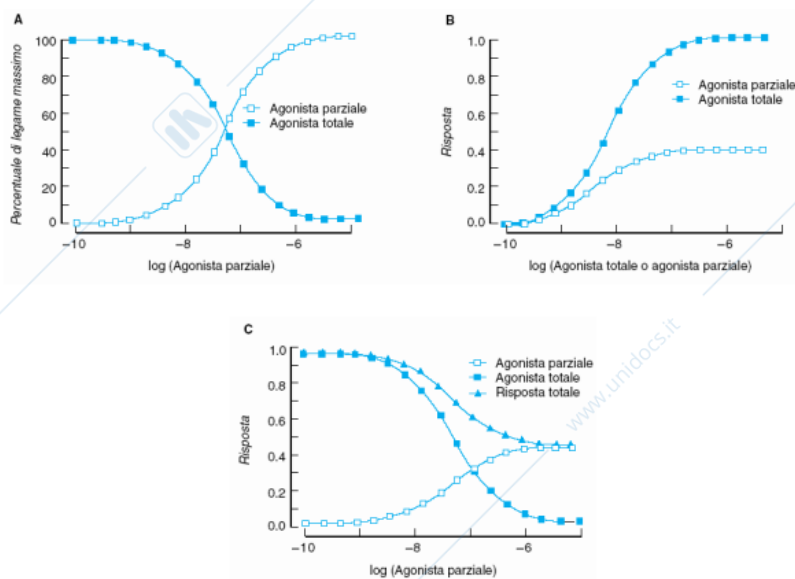 A
Percentuale di legame massimo
100
80
60
40
20
0
−10
−8
−6
log (Agonista parziale)
Agonista parziale
Agonista totale
B
Risposta
1.0
0.8
0.6
0.4
0.2
0.0
−10
−8
−6
log (Agonista totale o agonista parziale)
Agonista parziale
Agonista totale
C
Risposta
1.0
0.8
0.6
0.4
0.2
0.0
−10
−8
−6
log (Agonista parziale)
Agonista parziale
Agonista totale
Risposta totale
www.unidocs.it